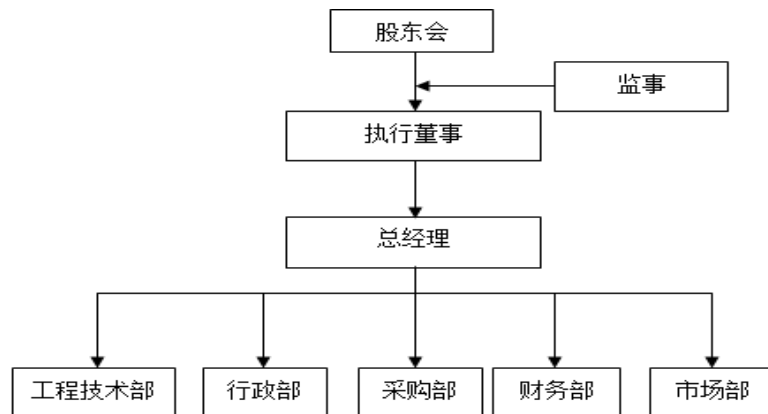 股东会
监事
执行董事
总经理
工程技术部
行政部
采购部
财务部
市场部